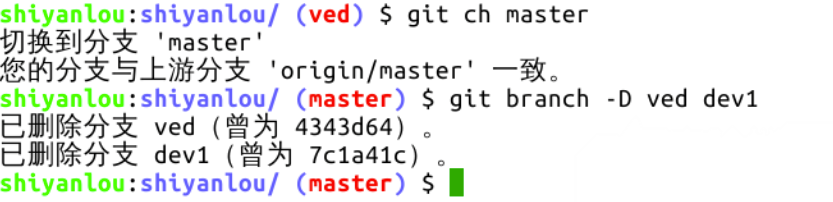 shiyanlou:shiyanlou/ (ved) $ git ch master
切换到分支 'master'
您的分支与上游分支 'origin/master' 一致。
shiyanlou:shiyanlou/ (master) $ git branch -D ved dev1
已删除分支 ved（曾为 4343d64）。
已删除分支 dev1（曾为 7c1a41c）。
shiyanlou:shiyanlou/ (master) $